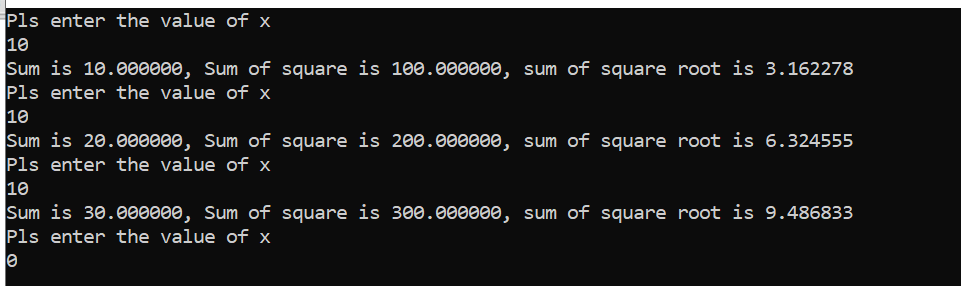 Pls enter the value of x
10
Sum is 10.000000, Sum of square is 100.000000, sum of square root is 3.162278
Pls enter the value of x
10
Sum is 20.000000, Sum of square is 200.000000, sum of square root is 6.324555
Pls enter the value of x
10
Sum is 30.000000, Sum of square is 300.000000, sum of square root is 9.486833
Pls enter the value of x
0